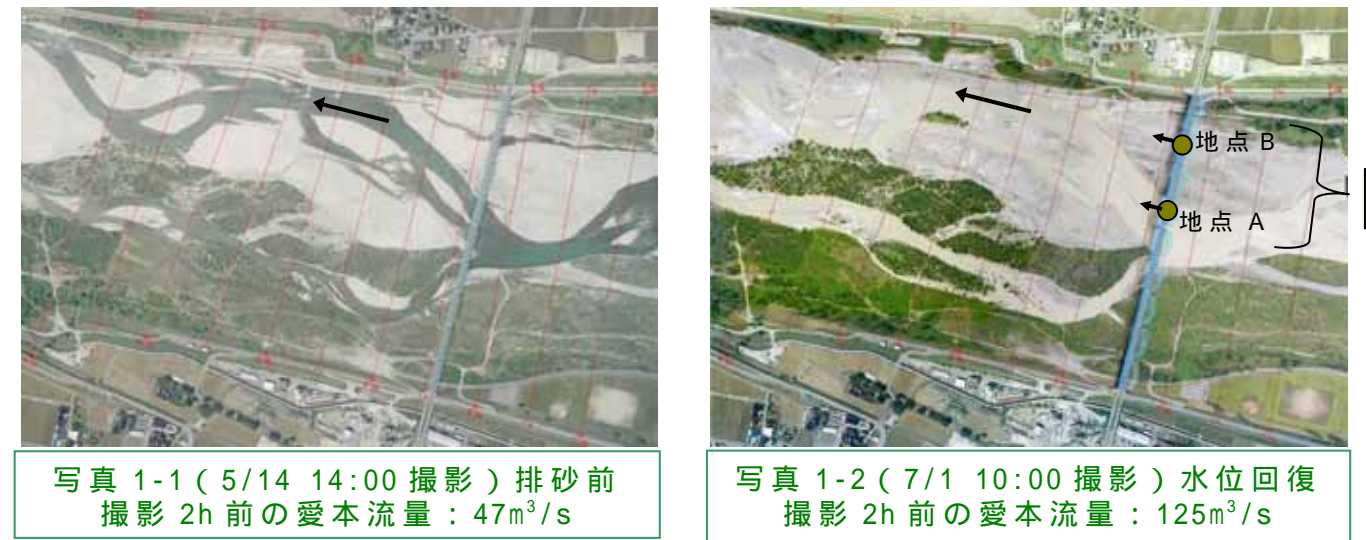 地点 B
地点 A
写真 1-1（5/14 14:00 撮影）排砂前
撮影 2h 前の愛本流量：47m³/s
写真 1-2（7/1 10:00 撮影）水位回復
撮影 2h 前の愛本流量：125m³/s